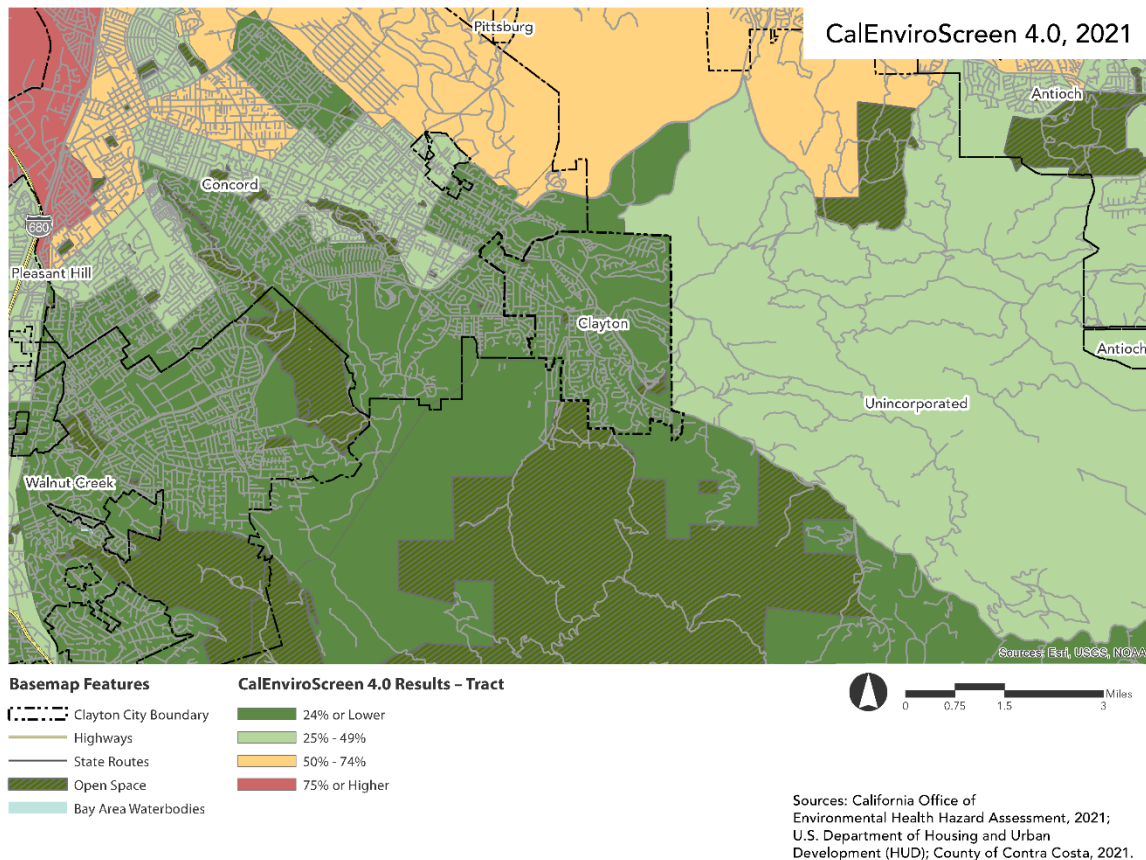 CalEnviroScreen 4.0, 2021
Pittsburg
Antioch
Concord
680
Pleasant Hill
Clayton
Antioch
Unincorporated
Walnut Creek
Sources: Esri, USGS, NOAA
Basemap Features
Clayton City Boundary
Highways
State Routes
Open Space
Bay Area Waterbodies
CalEnviroScreen 4.0 Results – Tract
24% or Lower
25% - 49%
50% - 74%
75% or Higher
Miles
0 0.75 1.5 3
Sources: California Office of
Environmental Health Hazard Assessment, 2021;
U.S. Department of Housing and Urban
Development (HUD); County of Contra Costa, 2021.